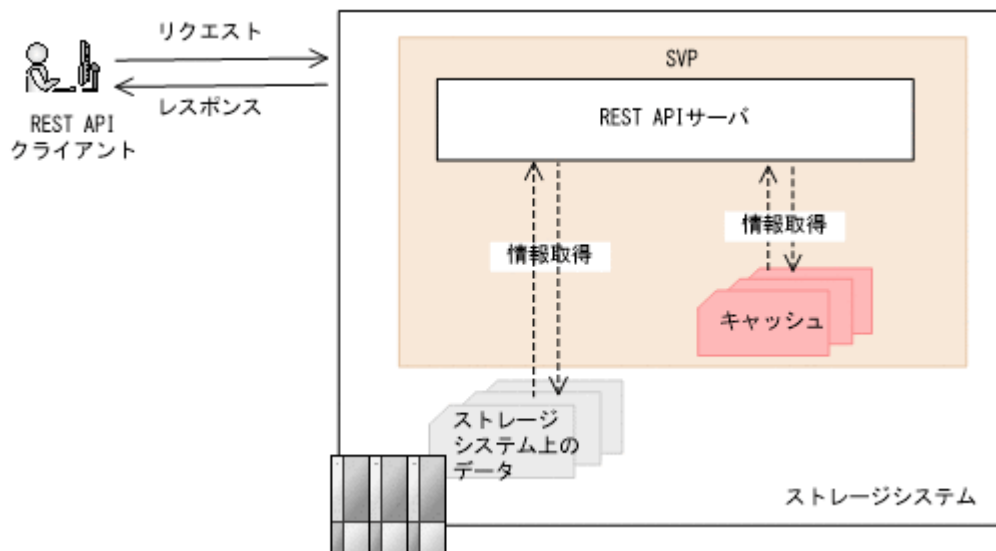 リクエスト
レスポンス
REST API
クライアント
SVP
REST APIサーバ
情報取得
情報取得
キャッシュ
ストレージ
システム上の
データ
ストレージシステム